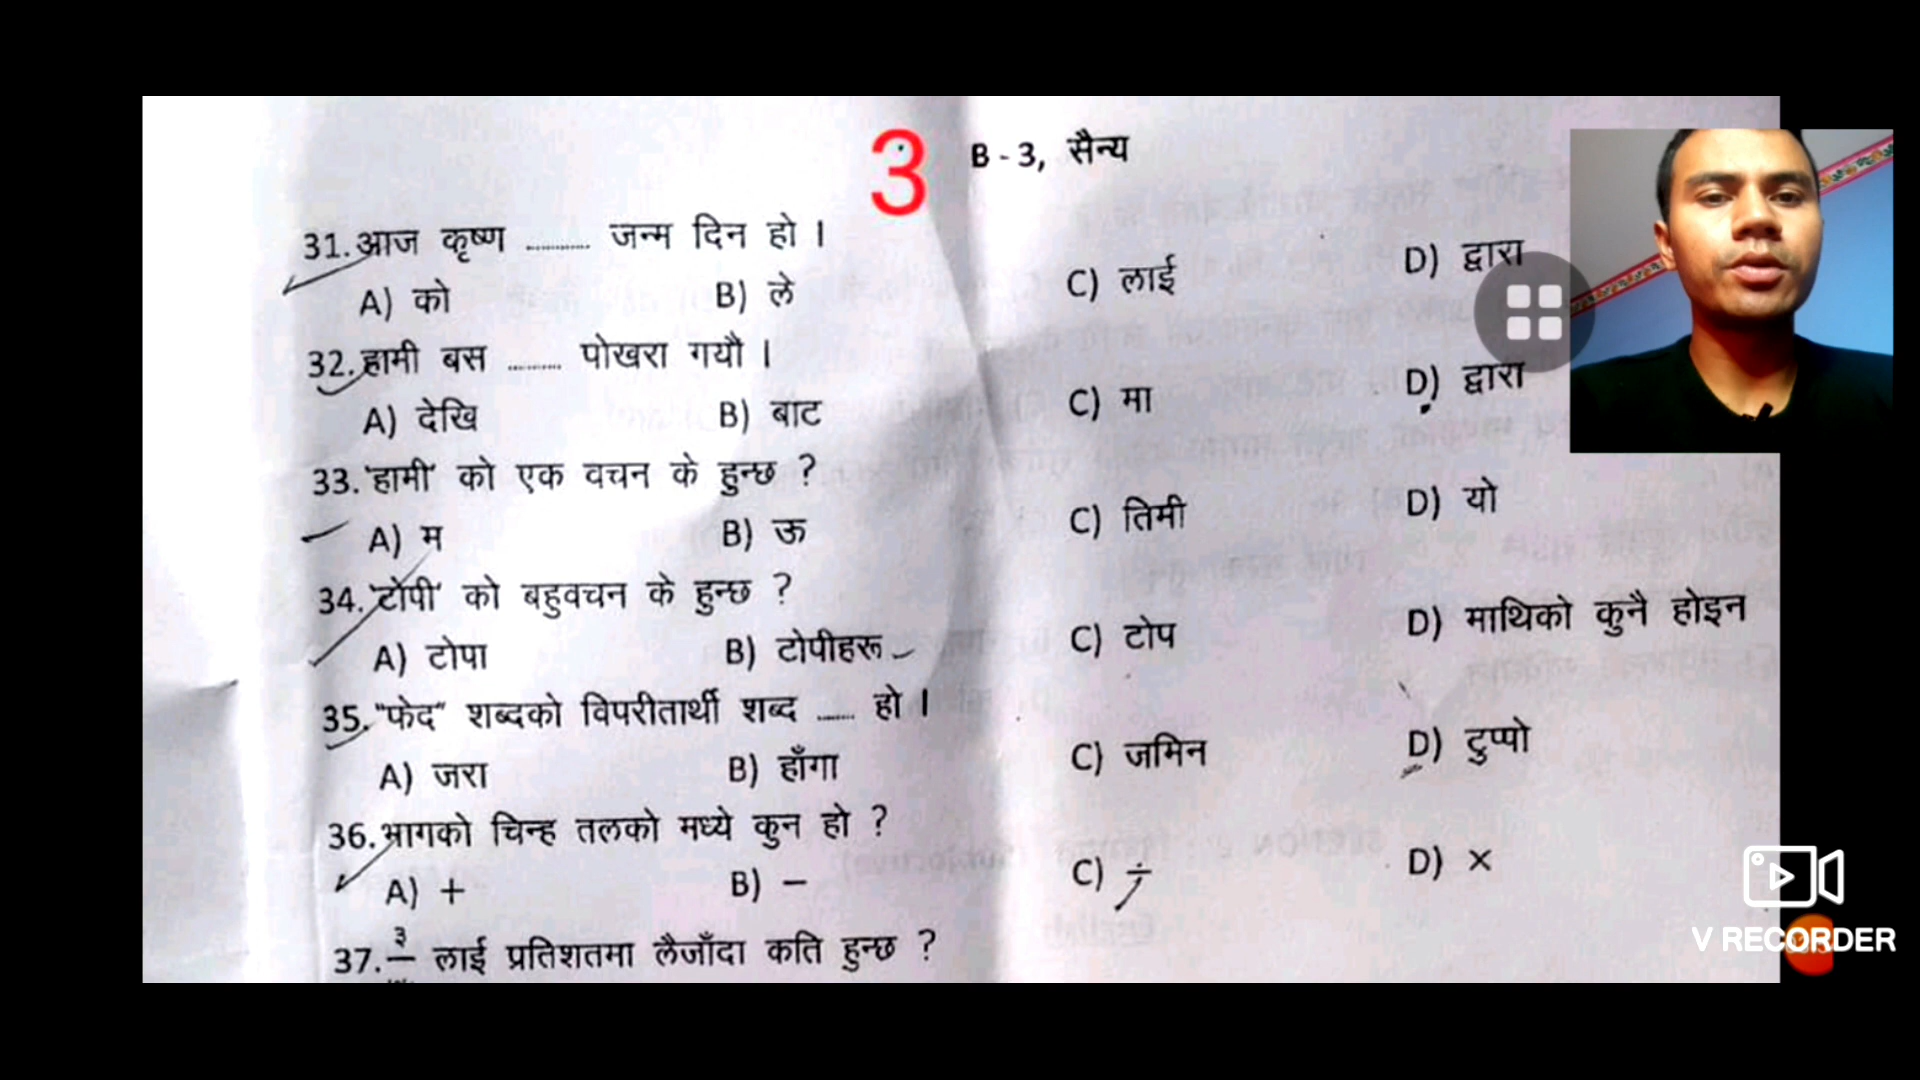 3 B - 3, सैन्य
31. आज कृष्ण ........... जन्म दिन हो ।
A) को B) ले C) लाई D) द्वारा
32. हामी बस .......... पोखरा गयौ ।
A) देखि B) बाट C) मा D) द्वारा
33. 'हामी' को एक वचन के हुन्छ ?
A) म B) ऊ C) तिमी D) यो
34. 'टोपी' को बहुवचन के हुन्छ ?
A) टोपा B) टोपीहरू C) टोप D) माथिको कुनै होइन
35. "फेद" शब्दको विपरीतार्थी शब्द ....... हो ।
A) जरा B) हाँगा C) जमिन D) टुप्पो
36. भागको चिन्ह तलको मध्ये कुन हो ?
A) + B) − C) ÷ D) ×
37. ३ लाई प्रतिशतमा लैजाँदा कति हुन्छ ?
V RECORDER